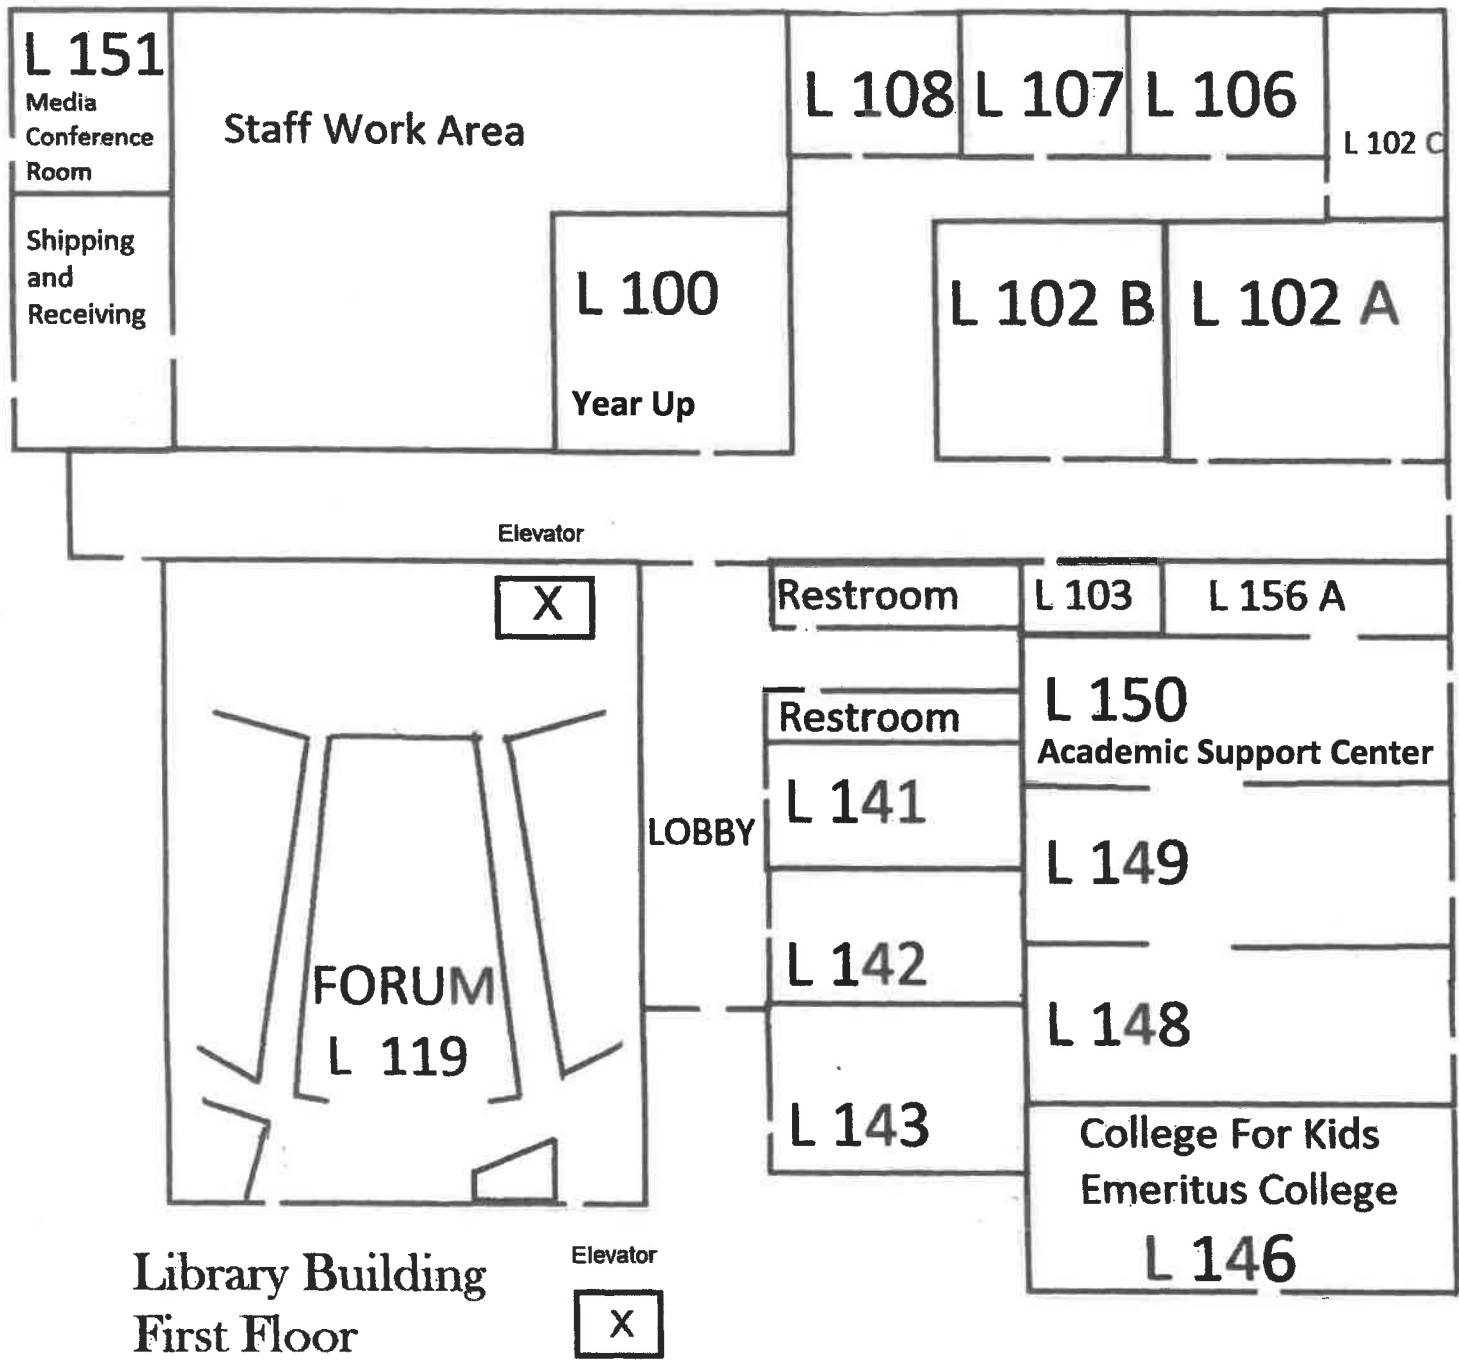 L 151
Media
Conference
Room
Staff Work Area
L 108
L 107
L 106
L 102 C
Shipping
and
Receiving
L 100
Year Up
L 102 B
L 102 A
Elevator
X
Restroom
L 103
L 156 A
Restroom
L 150
Academic Support Center
L 141
LOBBY
L 149
L 142
FORUM
L 119
L 148
L 143
College For Kids
Emeritus College
L 146
Library Building
First Floor
Elevator
X